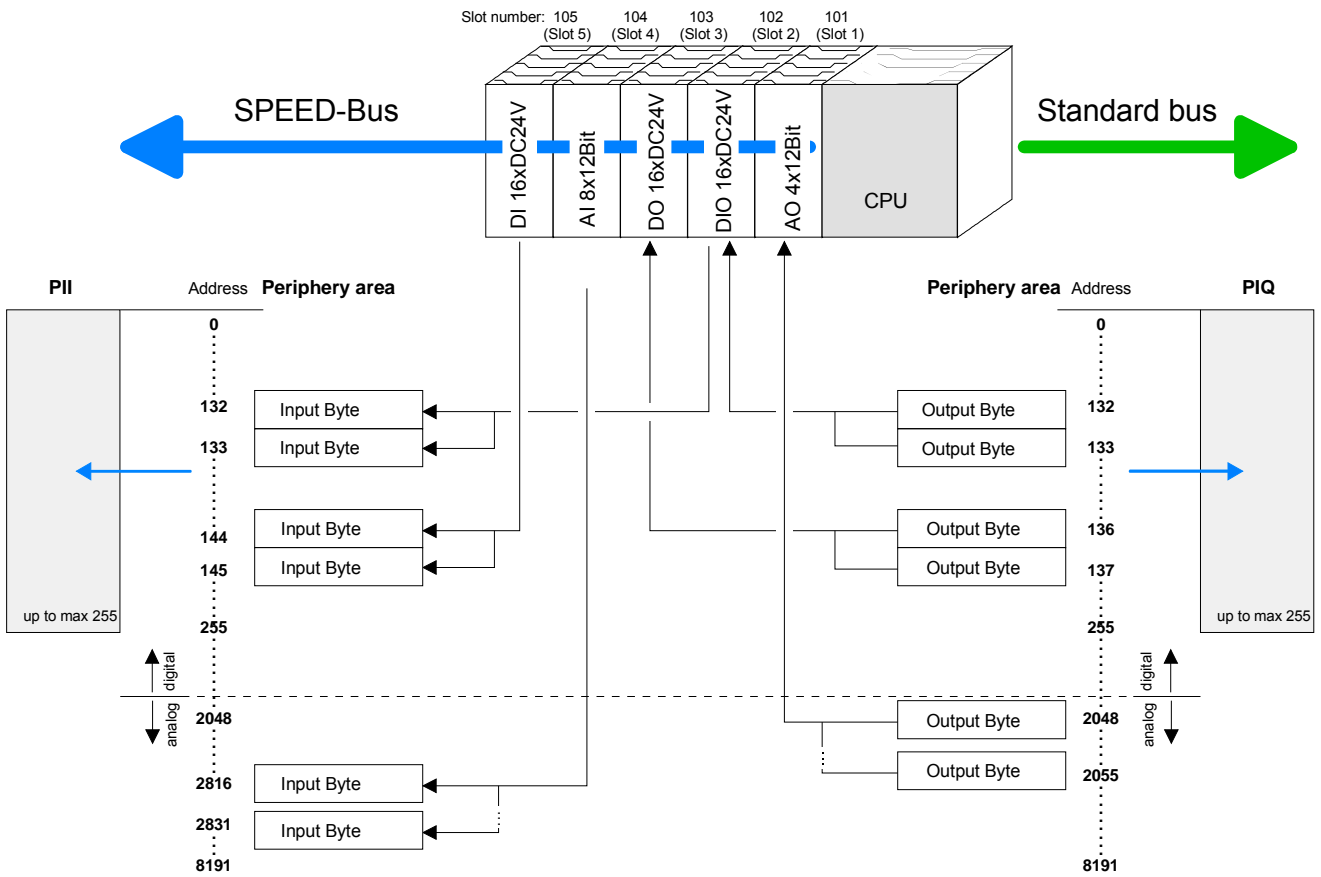 Slot number: 105 104 103 102 101
(Slot 5) (Slot 4) (Slot 3) (Slot 2) (Slot 1)
SPEED-Bus
Standard bus
DI 16xDC24V
AI 8x12Bit
DO 16xDC24V
DIO 16xDC24V
AO 4x12Bit
CPU
PII Address Periphery area
Periphery area Address PIQ
0
0
132 Input Byte
Output Byte 132
133 Input Byte
Output Byte 133
144 Input Byte
Output Byte 136
145 Input Byte
Output Byte 137
up to max 255
255
255
up to max 255
digital
analog
digital
analog
2048
Output Byte 2048
2816 Input Byte
Output Byte 2055
2831 Input Byte
8191
8191